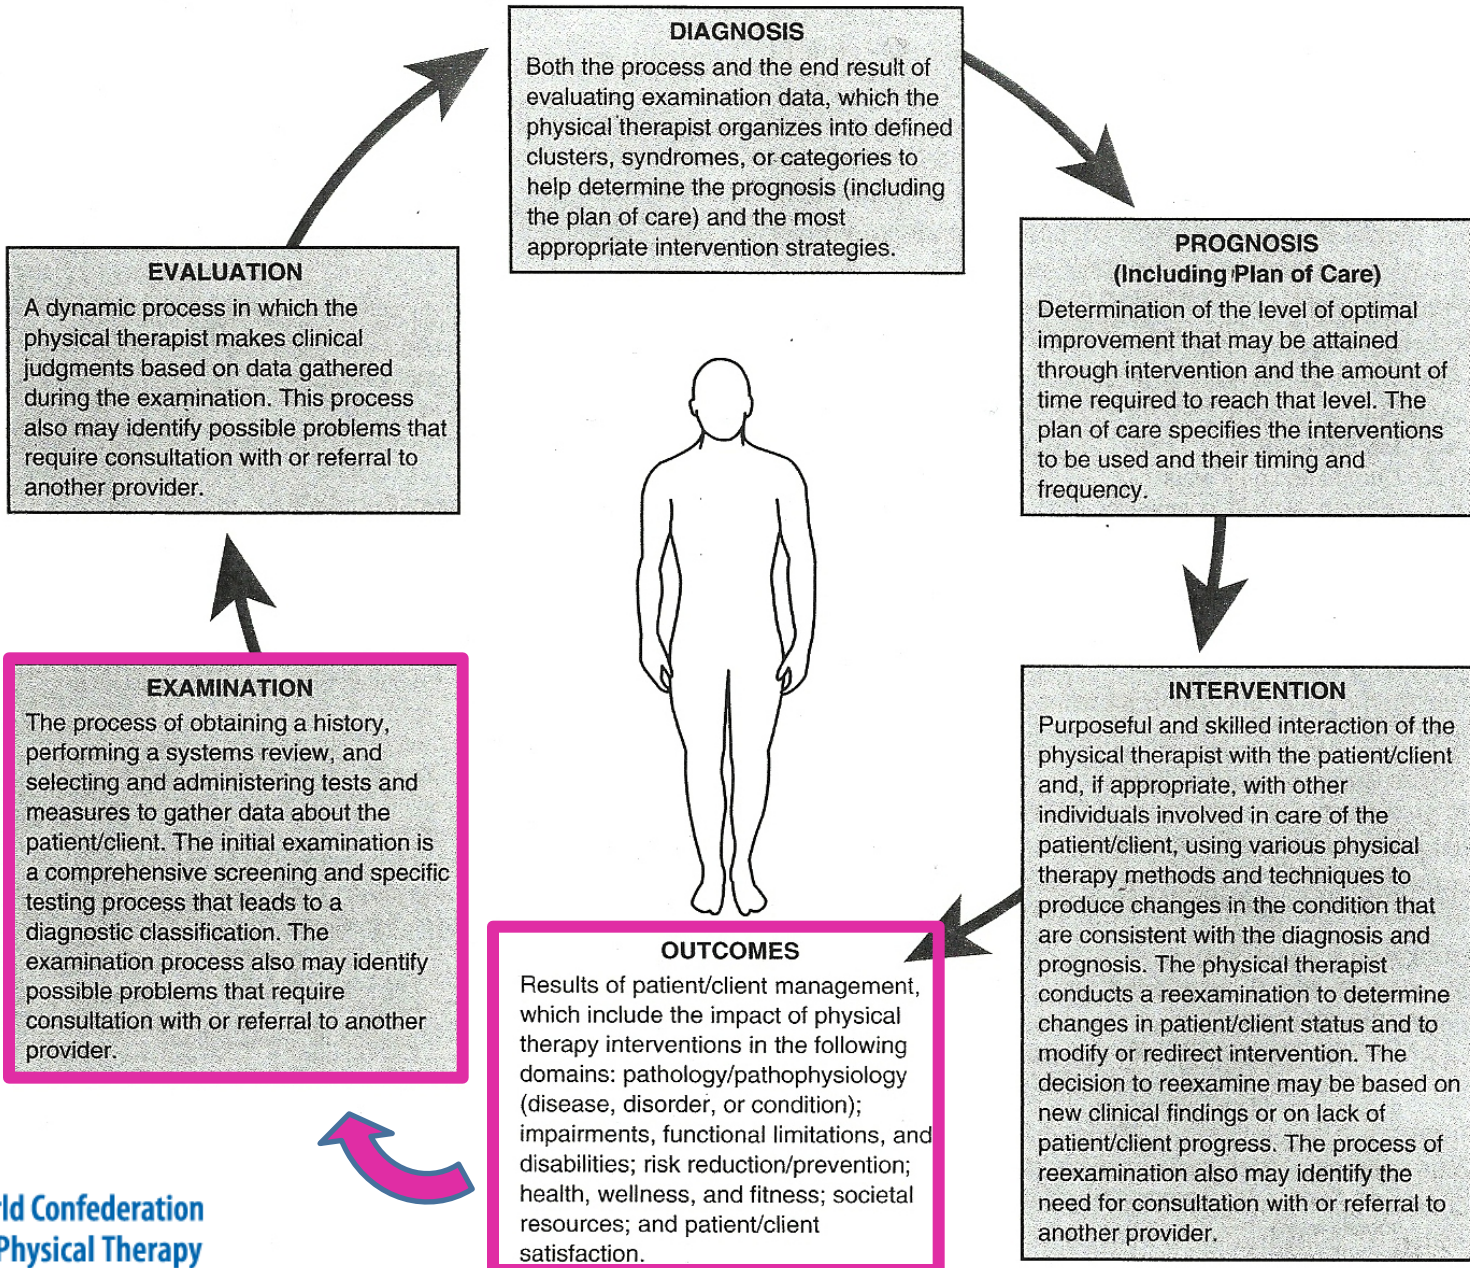 DIAGNOSIS
Both the process and the end result of
evaluating examination data, which the
physical therapist organizes into defined
clusters, syndromes, or categories to
help determine the prognosis (including
the plan of care) and the most
appropriate intervention strategies.
EVALUATION
A dynamic process in which the
physical therapist makes clinical
judgments based on data gathered
during the examination. This process
also may identify possible problems that
require consultation with or referral to
another provider.
PROGNOSIS
(Including Plan of Care)
Determination of the level of optimal
improvement that may be attained
through intervention and the amount of
time required to reach that level. The
plan of care specifies the interventions
to be used and their timing and
frequency.
EXAMINATION
The process of obtaining a history,
performing a systems review, and
selecting and administering tests and
measures to gather data about the
patient/client. The initial examination is
a comprehensive screening and specific
testing process that leads to a
diagnostic classification. The
examination process also may identify
possible problems that require
consultation with or referral to another
provider.
INTERVENTION
Purposeful and skilled interaction of the
physical therapist with the patient/client
and, if appropriate, with other
individuals involved in care of the
patient/client, using various physical
therapy methods and techniques to
produce changes in the condition that
are consistent with the diagnosis and
prognosis. The physical therapist
conducts a reexamination to determine
changes in patient/client status and to
modify or redirect intervention. The
decision to reexamine may be based on
new clinical findings or on lack of
patient/client progress. The process of
reexamination also may identify the
need for consultation with or referral to
another provider.
OUTCOMES
Results of patient/client management,
which include the impact of physical
therapy interventions in the following
domains: pathology/pathophysiology
(disease, disorder, or condition);
impairments, functional limitations, and
disabilities; risk reduction/prevention;
health, wellness, and fitness; societal
resources; and patient/client
satisfaction.
ld Confederation
Physical Therapy